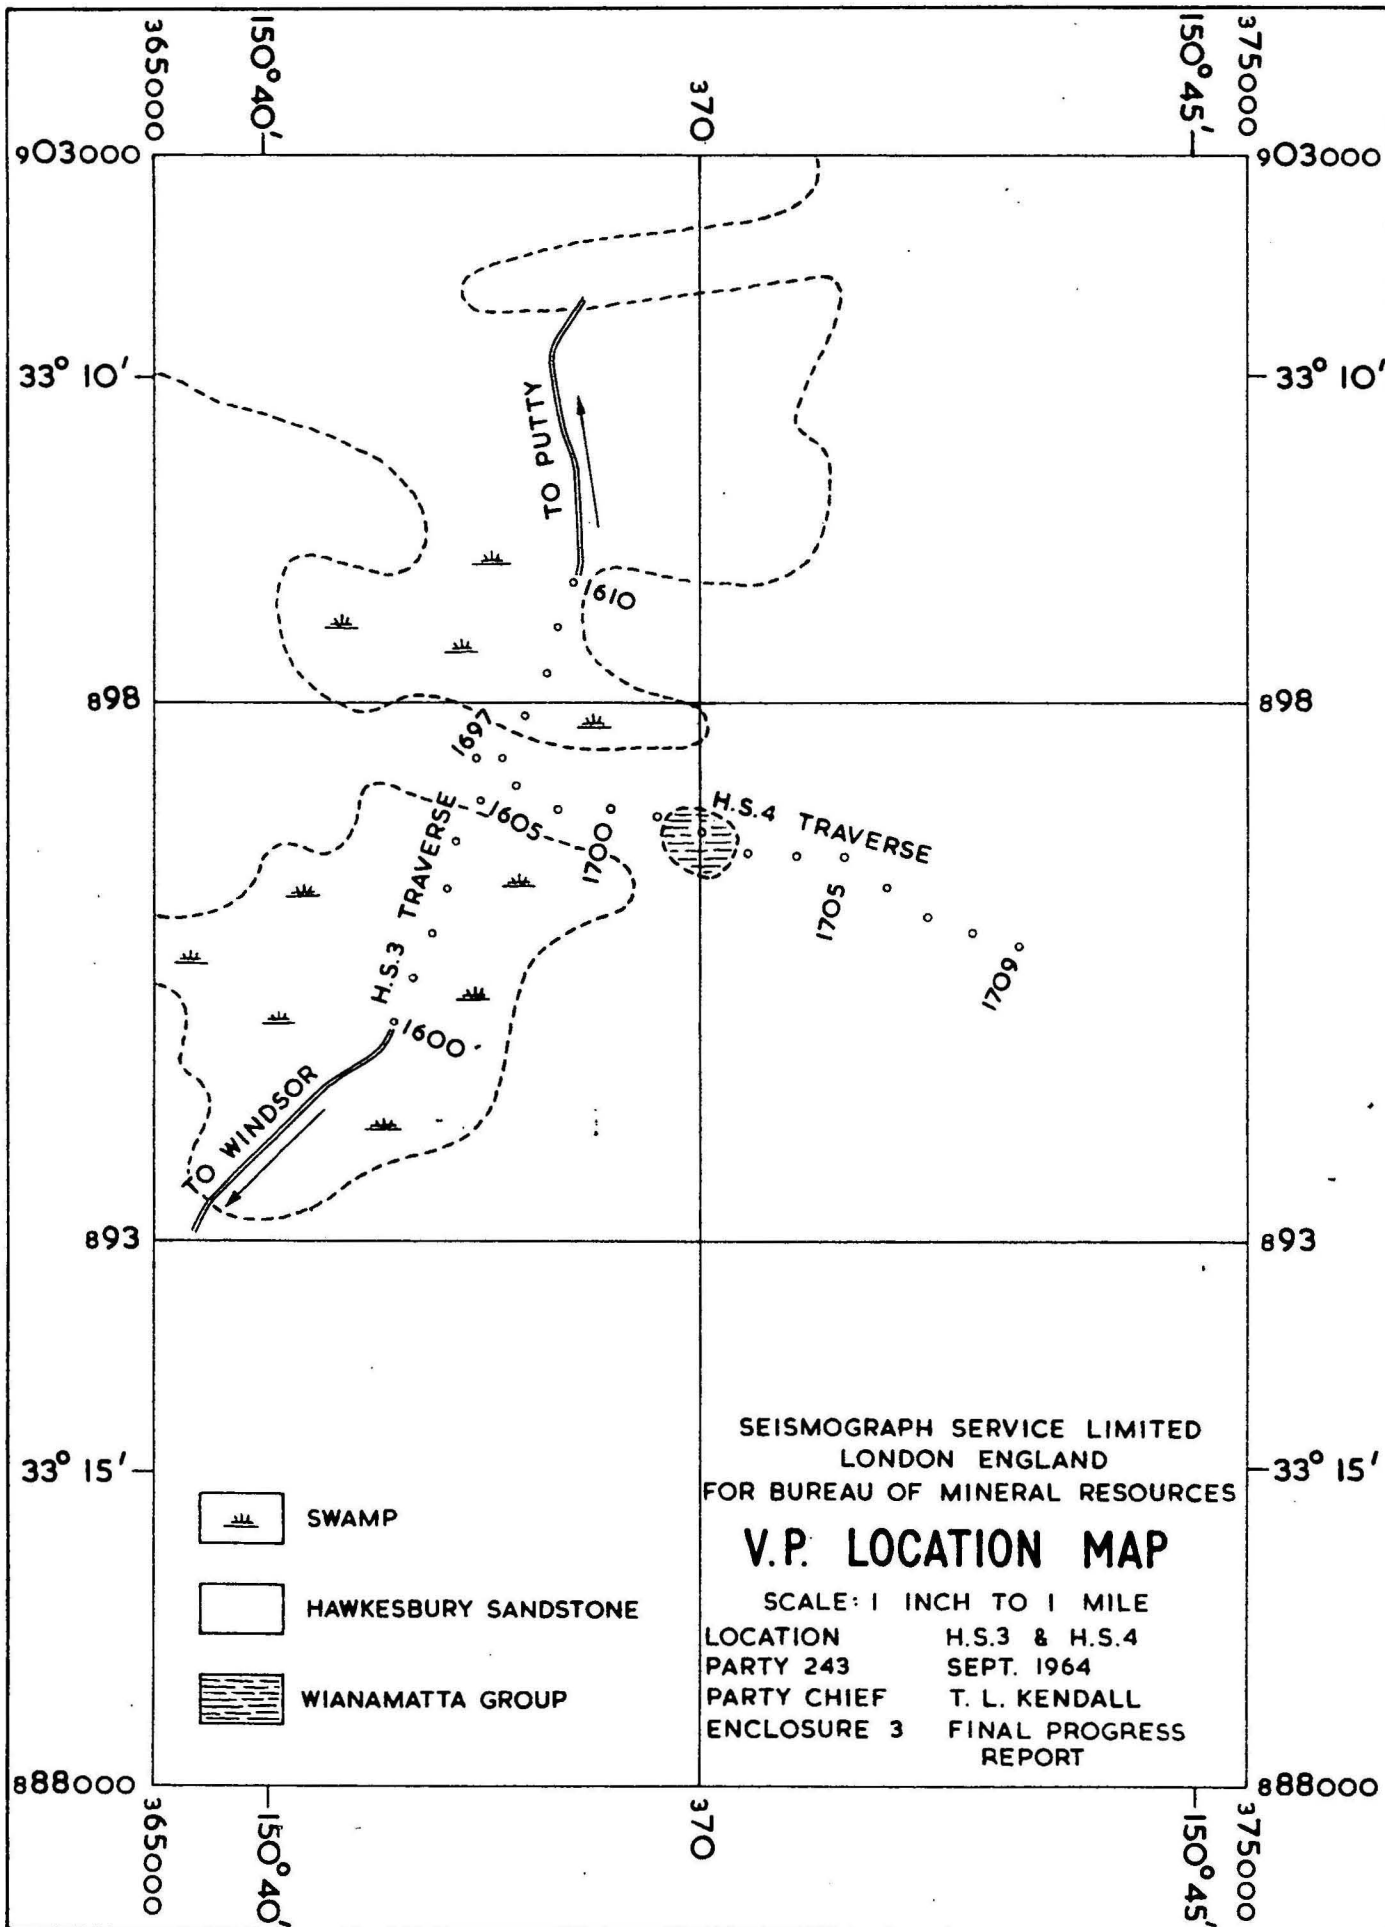 365000
150° 40'
370
150° 45'
375000
903000
903000
33° 10'
33° 10'
TO PUTTY
1610
898
898
1697
1605
H.S.4 TRAVERSE
1700
H.S.3 TRAVERSE
1705
1709
1600
TO WINDSOR
893
893
SEISMOGRAPH SERVICE LIMITED
LONDON ENGLAND
FOR BUREAU OF MINERAL RESOURCES
V.P. LOCATION MAP
SCALE: 1 INCH TO 1 MILE
LOCATION H.S.3 & H.S.4
PARTY 243 SEPT. 1964
PARTY CHIEF T. L. KENDALL
ENCLOSURE 3 FINAL PROGRESS
REPORT
33° 15'
33° 15'
SWAMP
HAWKESBURY SANDSTONE
WIANAMATTA GROUP
888000
888000
365000
150° 40'
370
150° 45'
375000